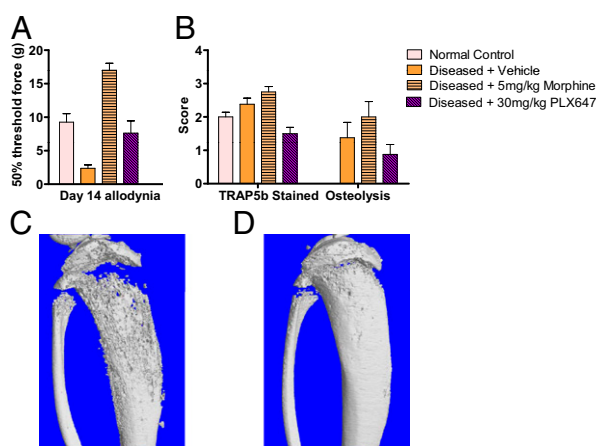 A
B
20
15
10
5
0
50% threshold force (g)
Day 14 allodynia
4
3
2
1
0
Score
TRAP5b Stained Osteolysis
Normal Control
Diseased + Vehicle
Diseased + 5mg/kg Morphine
Diseased + 30mg/kg PLX647
C
D